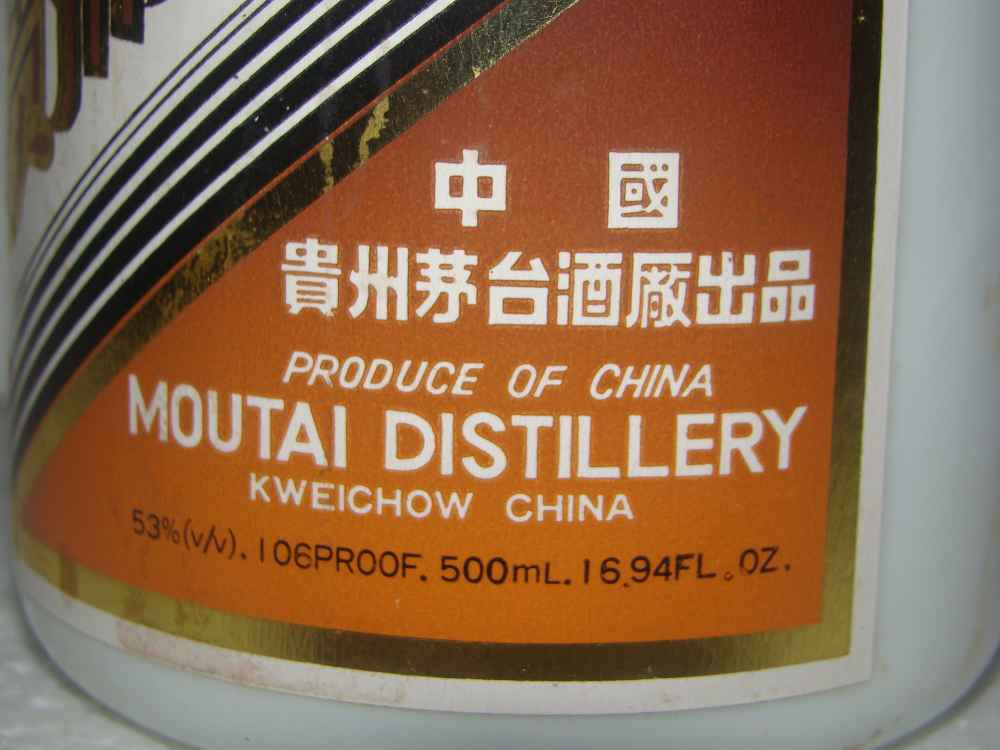 中 國
貴州茅台酒廠出品
PRODUCE OF CHINA
MOUTAI DISTILLERY
KWEICHOW CHINA
53%(v/v). 106PROOF. 500mL. 16.94FL.OZ.